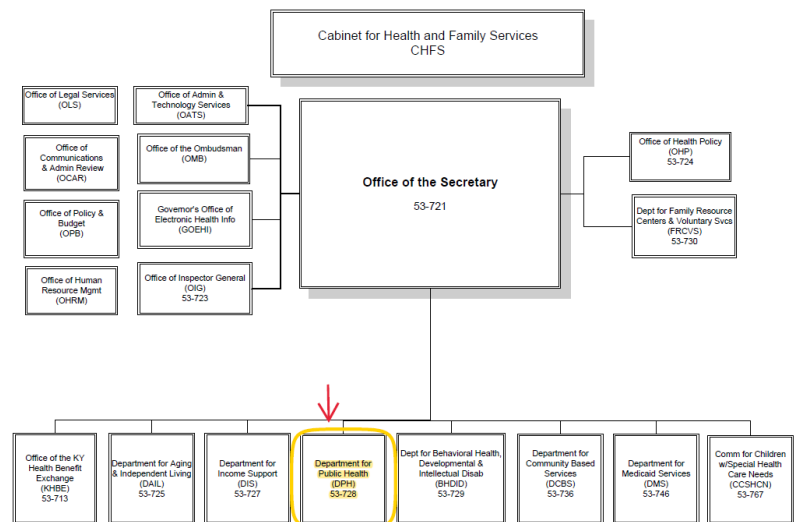 Cabinet for Health and Family Services
CHFS
Office of Legal Services
(OLS)
Office of Admin &
Technology Services
(OATS)
Office of
Communications
& Admin Review
(OCAR)
Office of the Ombudsman
(OMB)
Office of Policy &
Budget
(OPB)
Governor's Office of
Electronic Health Info
(GOEHI)
Office of Human
Resource Mgmt
(OHRM)
Office of Inspector General
(OIG)
53-723
Office of the Secretary
53-721
Office of Health Policy
(OHP)
53-724
Dept for Family Resource
Centers & Voluntary Svcs
(FRCVS)
53-730
Office of the KY
Health Benefit
Exchange
(KHBE)
53-713
Department for Aging
& Independent Living
(DAIL)
53-725
Department for
Income Support
(DIS)
53-727
Department for
Public Health
(DPH)
53-728
Dept for Behavioral Health,
Developmental &
Intellectual Disab
(BHDID)
53-729
Department for
Community Based
Services
(DCBS)
53-736
Department for
Medicaid Services
(DMS)
53-746
Comm for Children
w/Special Health
Care Needs
(CCSHCN)
53-767